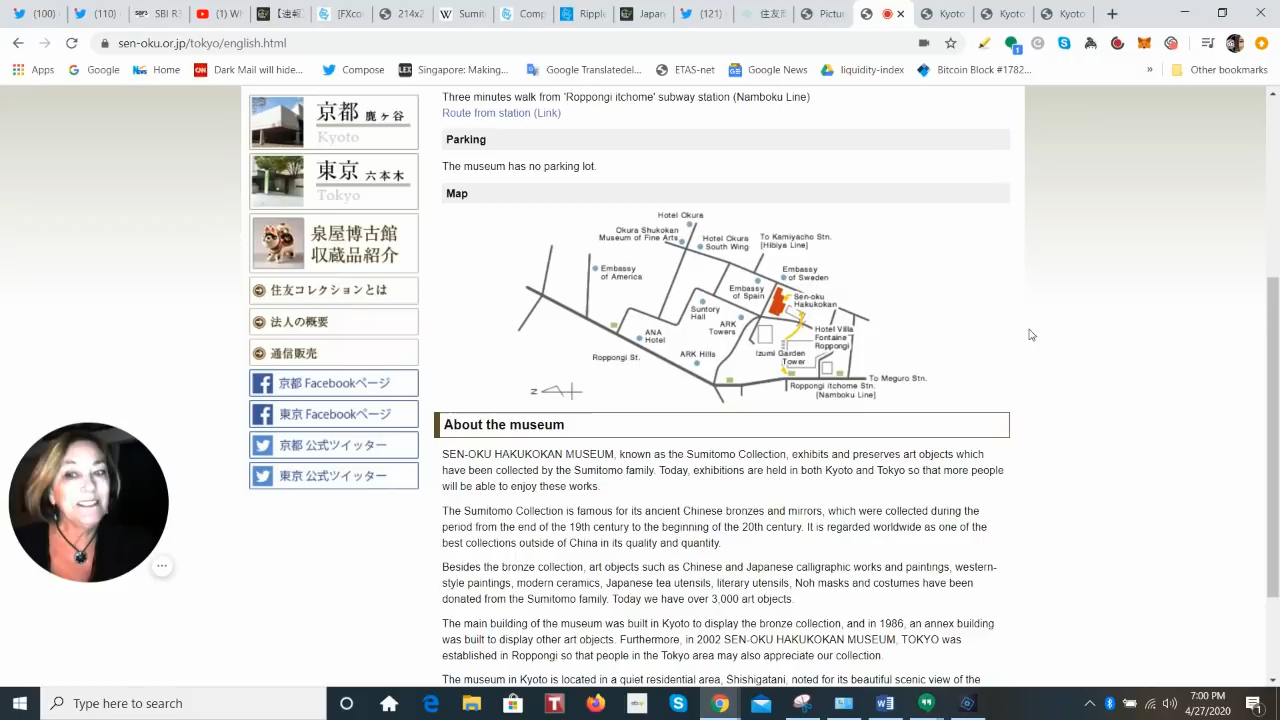 (100)
SBI R
(110)
W
【速報
[FXco
214x2
Sumit
Comp
Ripple
Japan
(121)
住友
Pictu
Kyoto
Kyoto
Kyoto
sen-oku.or.jp/tokyo/english.html
Apps
Google
Home
Dark Mail will hide...
Compose
Singapore: Making...
Google Translatedel...
ETAS-net
Google News
liquidity-index
Bitcoin Block #1782...
»
Other bookmarks
京都 鹿ヶ谷
Kyoto
東京 六本木
Tokyo
泉屋博古館
収蔵品紹介
住友コレクションとは
法人の概要
通信販売
京都 Facebookページ
東京 Facebookページ
京都 公式ツイッター
東京 公式ツイッター
Three minutes walk from 'Roppongi itchome' subway station (Namboku Line)
Route from station (Link)
Parking
The museum has no parking lot.
Map
Hotel Okura
Okura Shukokan
Museum of Fine Arts
Hotel Okura
South Wing
To Kamiyacho Stn.
[Hibiya Line]
Embassy
of America
Embassy
of Sweden
Embassy
of Spain
Sen-oku
Hakukokan
Suntory
Hall
ARK
Towers
ANA
Hotel
Hotel Villa
Fontaine
Roppongi
Roppongi St.
ARK Hills
Izumi Garden
Tower
To Meguro Stn.
Roppongi Itchome Stn.
[Namboku Line]
N
About the museum
SEN-OKU HAKUKOKAN MUSEUM, known as the Sumitomo Collection, exhibits and preserves art objects which
have been collected by the Sumitomo family. Today, exhibitions are held in both Kyoto and Tokyo so that more people
will be able to enjoy these works.
The Sumitomo Collection is famous for its ancient Chinese bronzes and mirrors, which were collected during the
period from the end of the 19th century to the beginning of the 20th century. It is regarded worldwide as one of the
best collections outside of China in its quality and quantity.
Besides the bronze collection, art objects such as Chinese and Japanese calligraphic works and paintings, western-
style paintings, modern ceramics, Japanese tea utensils, literary utensils, Noh masks and costumes have been
donated from the Sumitomo family. Today we have over 3,000 art objects.
The main building of the museum was built in Kyoto to display the bronze collection, and in 1986, an annex building
was built to display other art objects. Furthermore, in 2002 SEN-OKU HAKUKOKAN MUSEUM, TOKYO was
established in Roppongi so that people in the Tokyo area may also appreciate our collection.
The museum in Kyoto is located in a quiet residential area, Shishigatani, noted for its beautiful scenic view of the
Type here to search
7:00 PM
4/27/2020